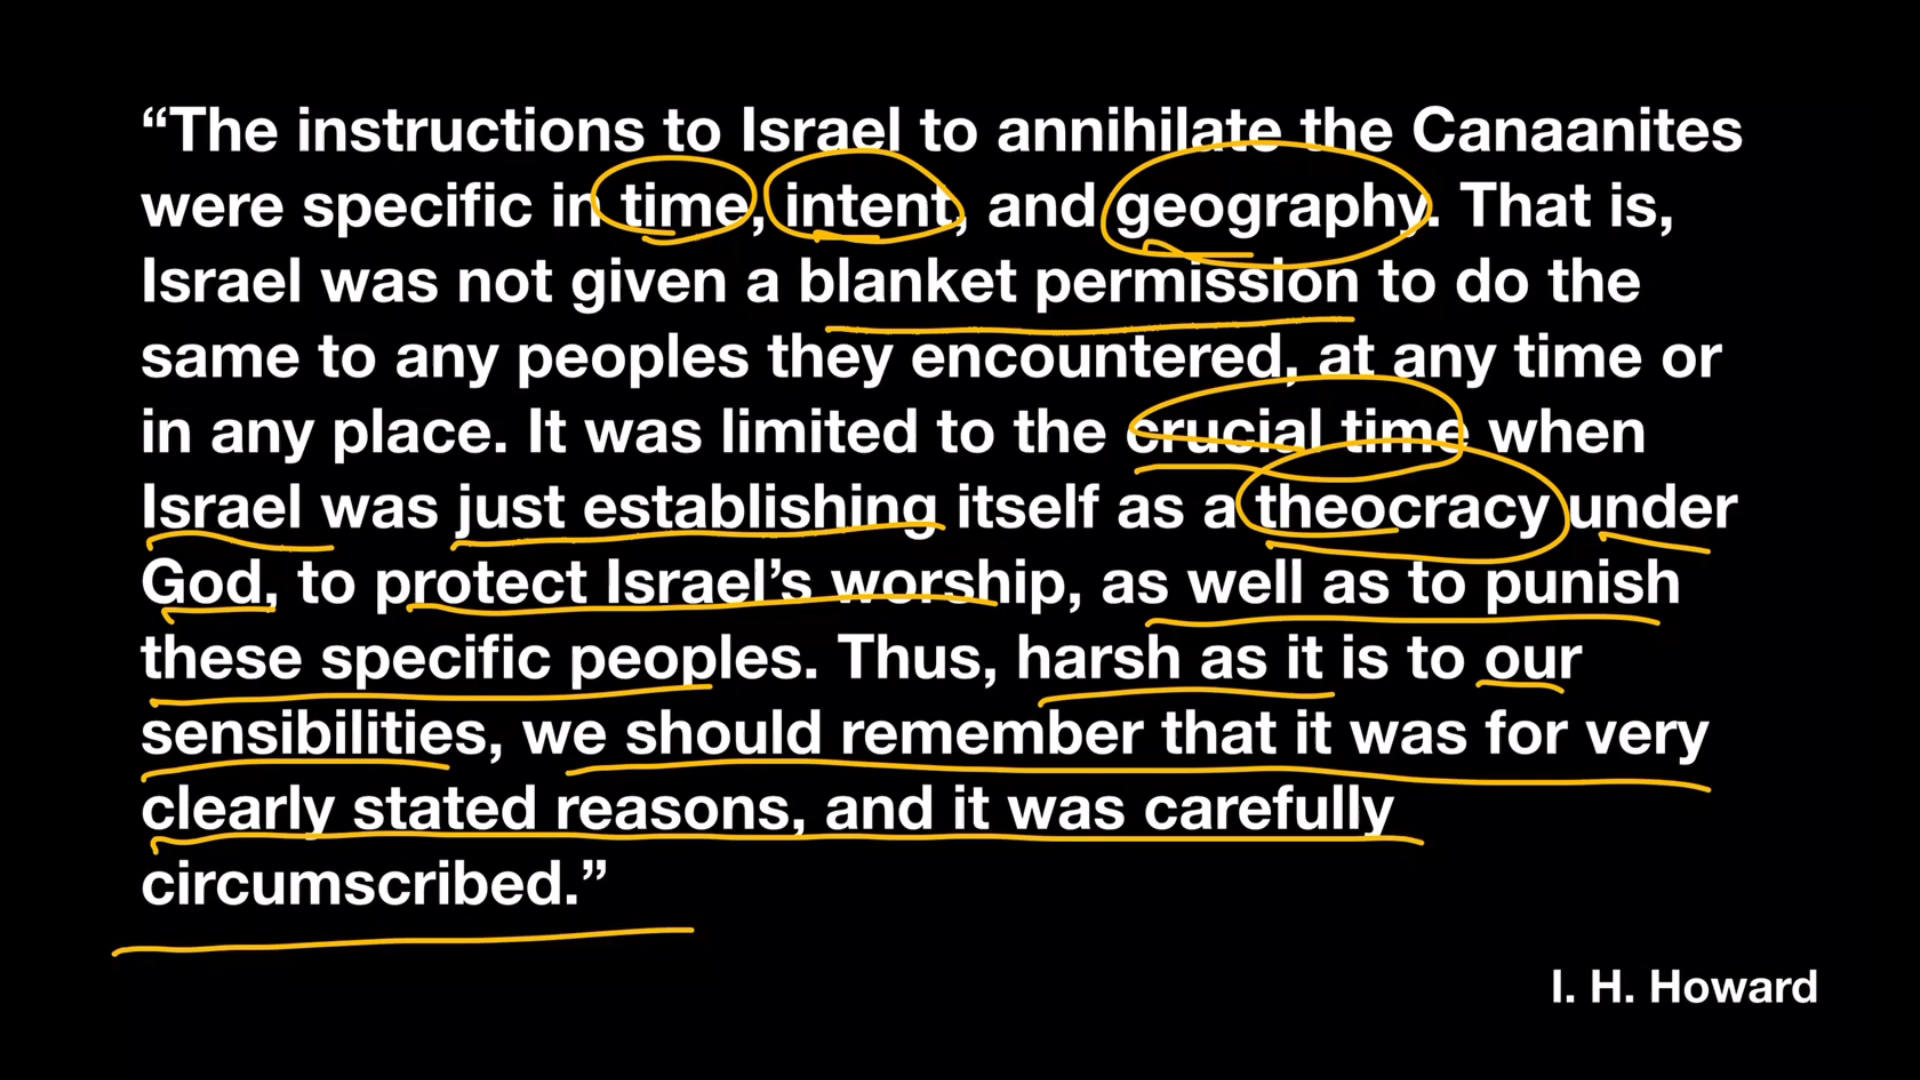 “The instructions to Israel to annihilate the Canaanites
were specific in time, intent, and geography. That is,
Israel was not given a blanket permission to do the
same to any peoples they encountered, at any time or
in any place. It was limited to the crucial time when
Israel was just establishing itself as a theocracy under
God, to protect Israel’s worship, as well as to punish
these specific peoples. Thus, harsh as it is to our
sensibilities, we should remember that it was for very
clearly stated reasons, and it was carefully
circumscribed.”
I. H. Howard